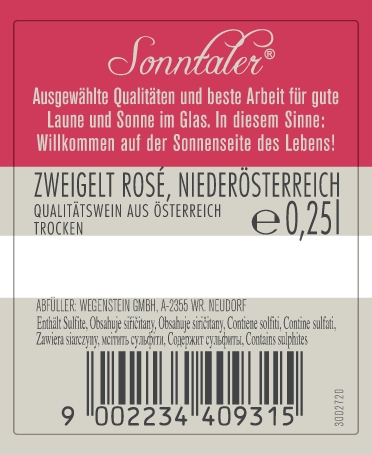 Sonntaler®
Ausgewählte Qualitäten und beste Arbeit für gute
Laune und Sonne im Glas. In diesem Sinne:
Willkommen auf der Sonnenseite des Lebens!
ZWEIGELT ROSÉ, NIEDERÖSTERREICH
QUALITÄTSWEIN AUS ÖSTERREICH
TROCKEN
℮ 0,25l
ABFÜLLER: WEGENSTEIN GMBH, A-2355 WR. NEUDORF
Enthält Sulfite, Obsahuje siřičitany, Obsahuje siričitany, Contiene solfiti, Contine sulfati,
Zawiera siarczyny, мстить сульфіти, Содержит сульфиты, Contains sulphites
9 002234 409315
3002720